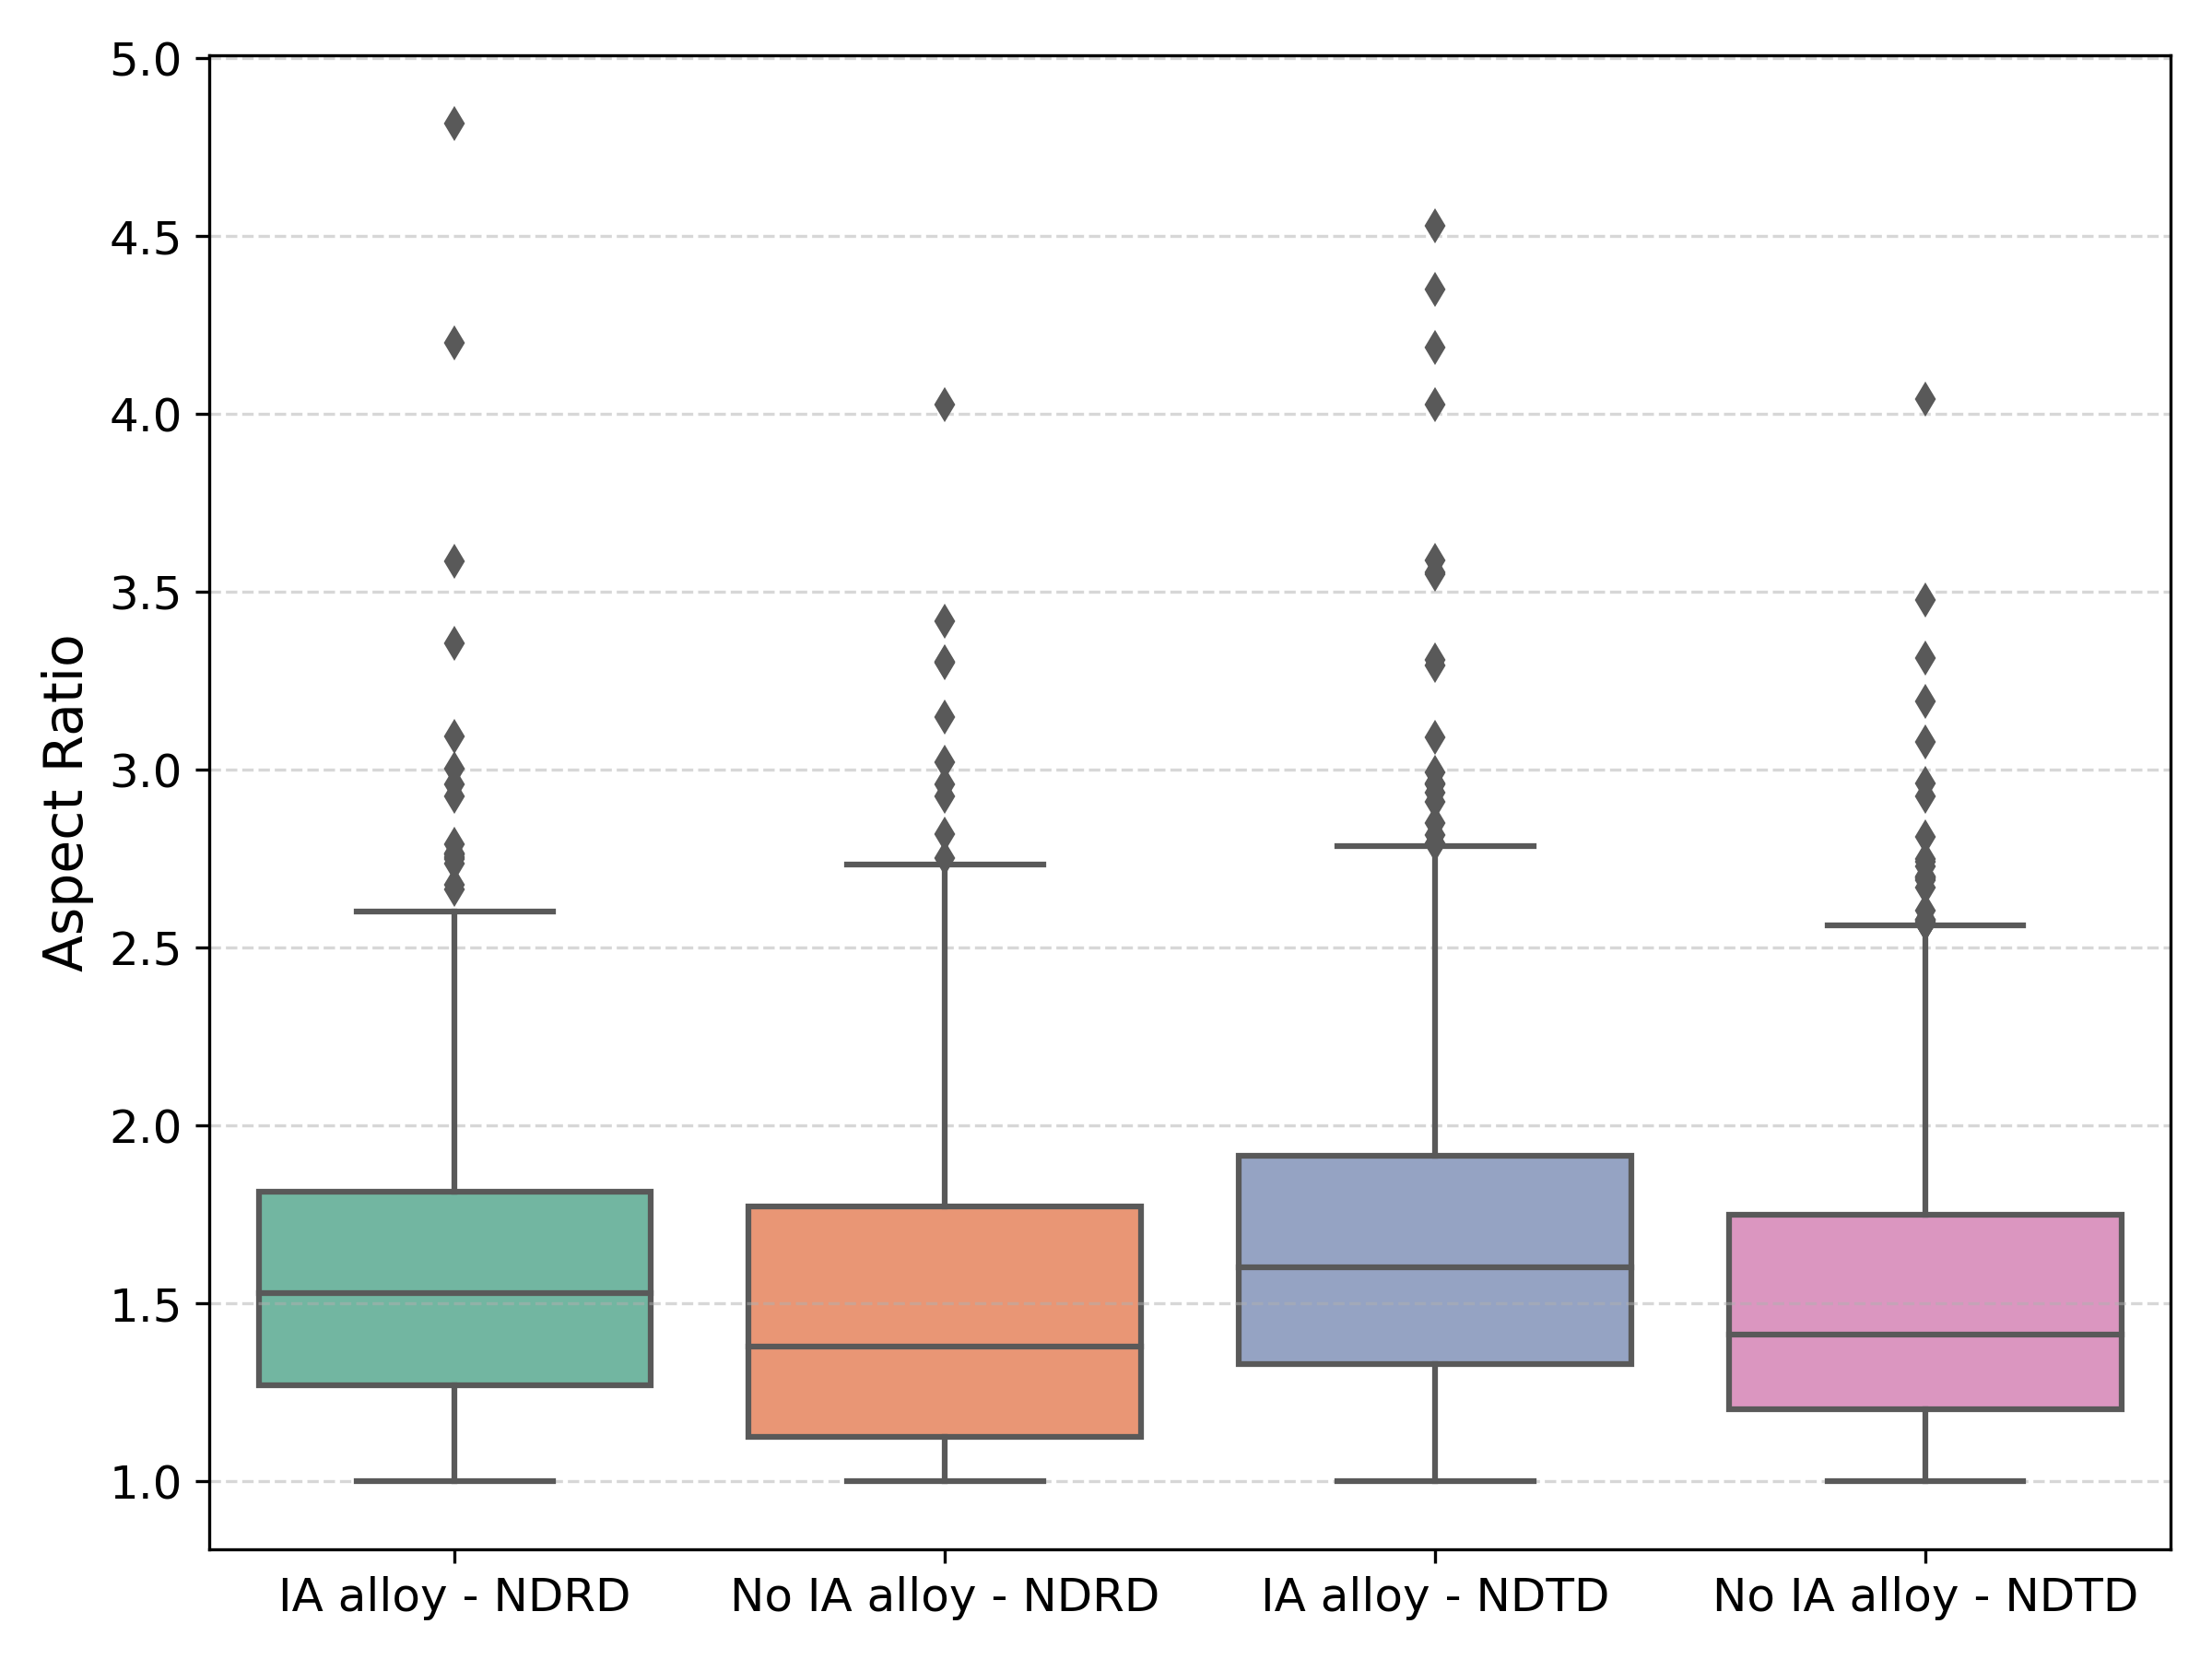 Aspect Ratio
5.0
4.5
4.0
3.5
3.0
2.5
2.0
1.5
1.0
IA alloy - NDRD
No IA alloy - NDRD
IA alloy - NDTD
No IA alloy - NDTD